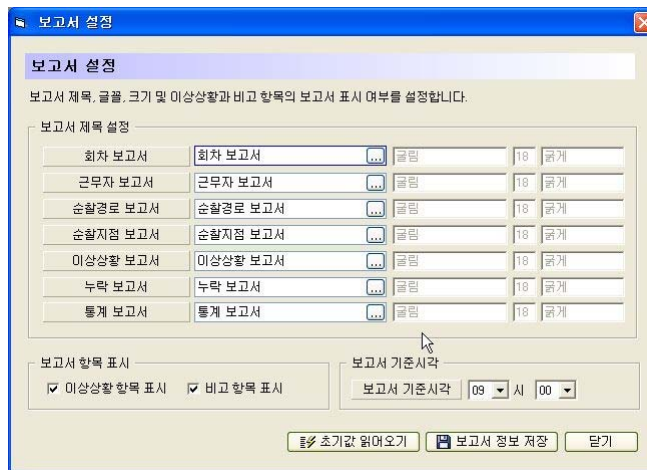 보고서 설정
보고서 설정
보고서 제목, 글꼴, 크기 및 이상상황과 비고 항목의 보고서 표시 여부를 설정합니다.
보고서 제목 설정
회차 보고서 회차 보고서 ... 굴림 18 굵게
근무자 보고서 근무자 보고서 ... 굴림 18 굵게
순찰경로 보고서 순찰경로 보고서 ... 굴림 18 굵게
순찰지점 보고서 순찰지점 보고서 ... 굴림 18 굵게
이상상황 보고서 이상상황 보고서 ... 굴림 18 굵게
누락 보고서 누락 보고서 ... 굴림 18 굵게
통계 보고서 통계 보고서 ... 굴림 18 굵게
보고서 항목 표시 보고서 기준시각
이상상황 항목 표시 비고 항목 표시 보고서 기준시각 09 시 00
초기값 읽어오기 보고서 정보 저장 닫기